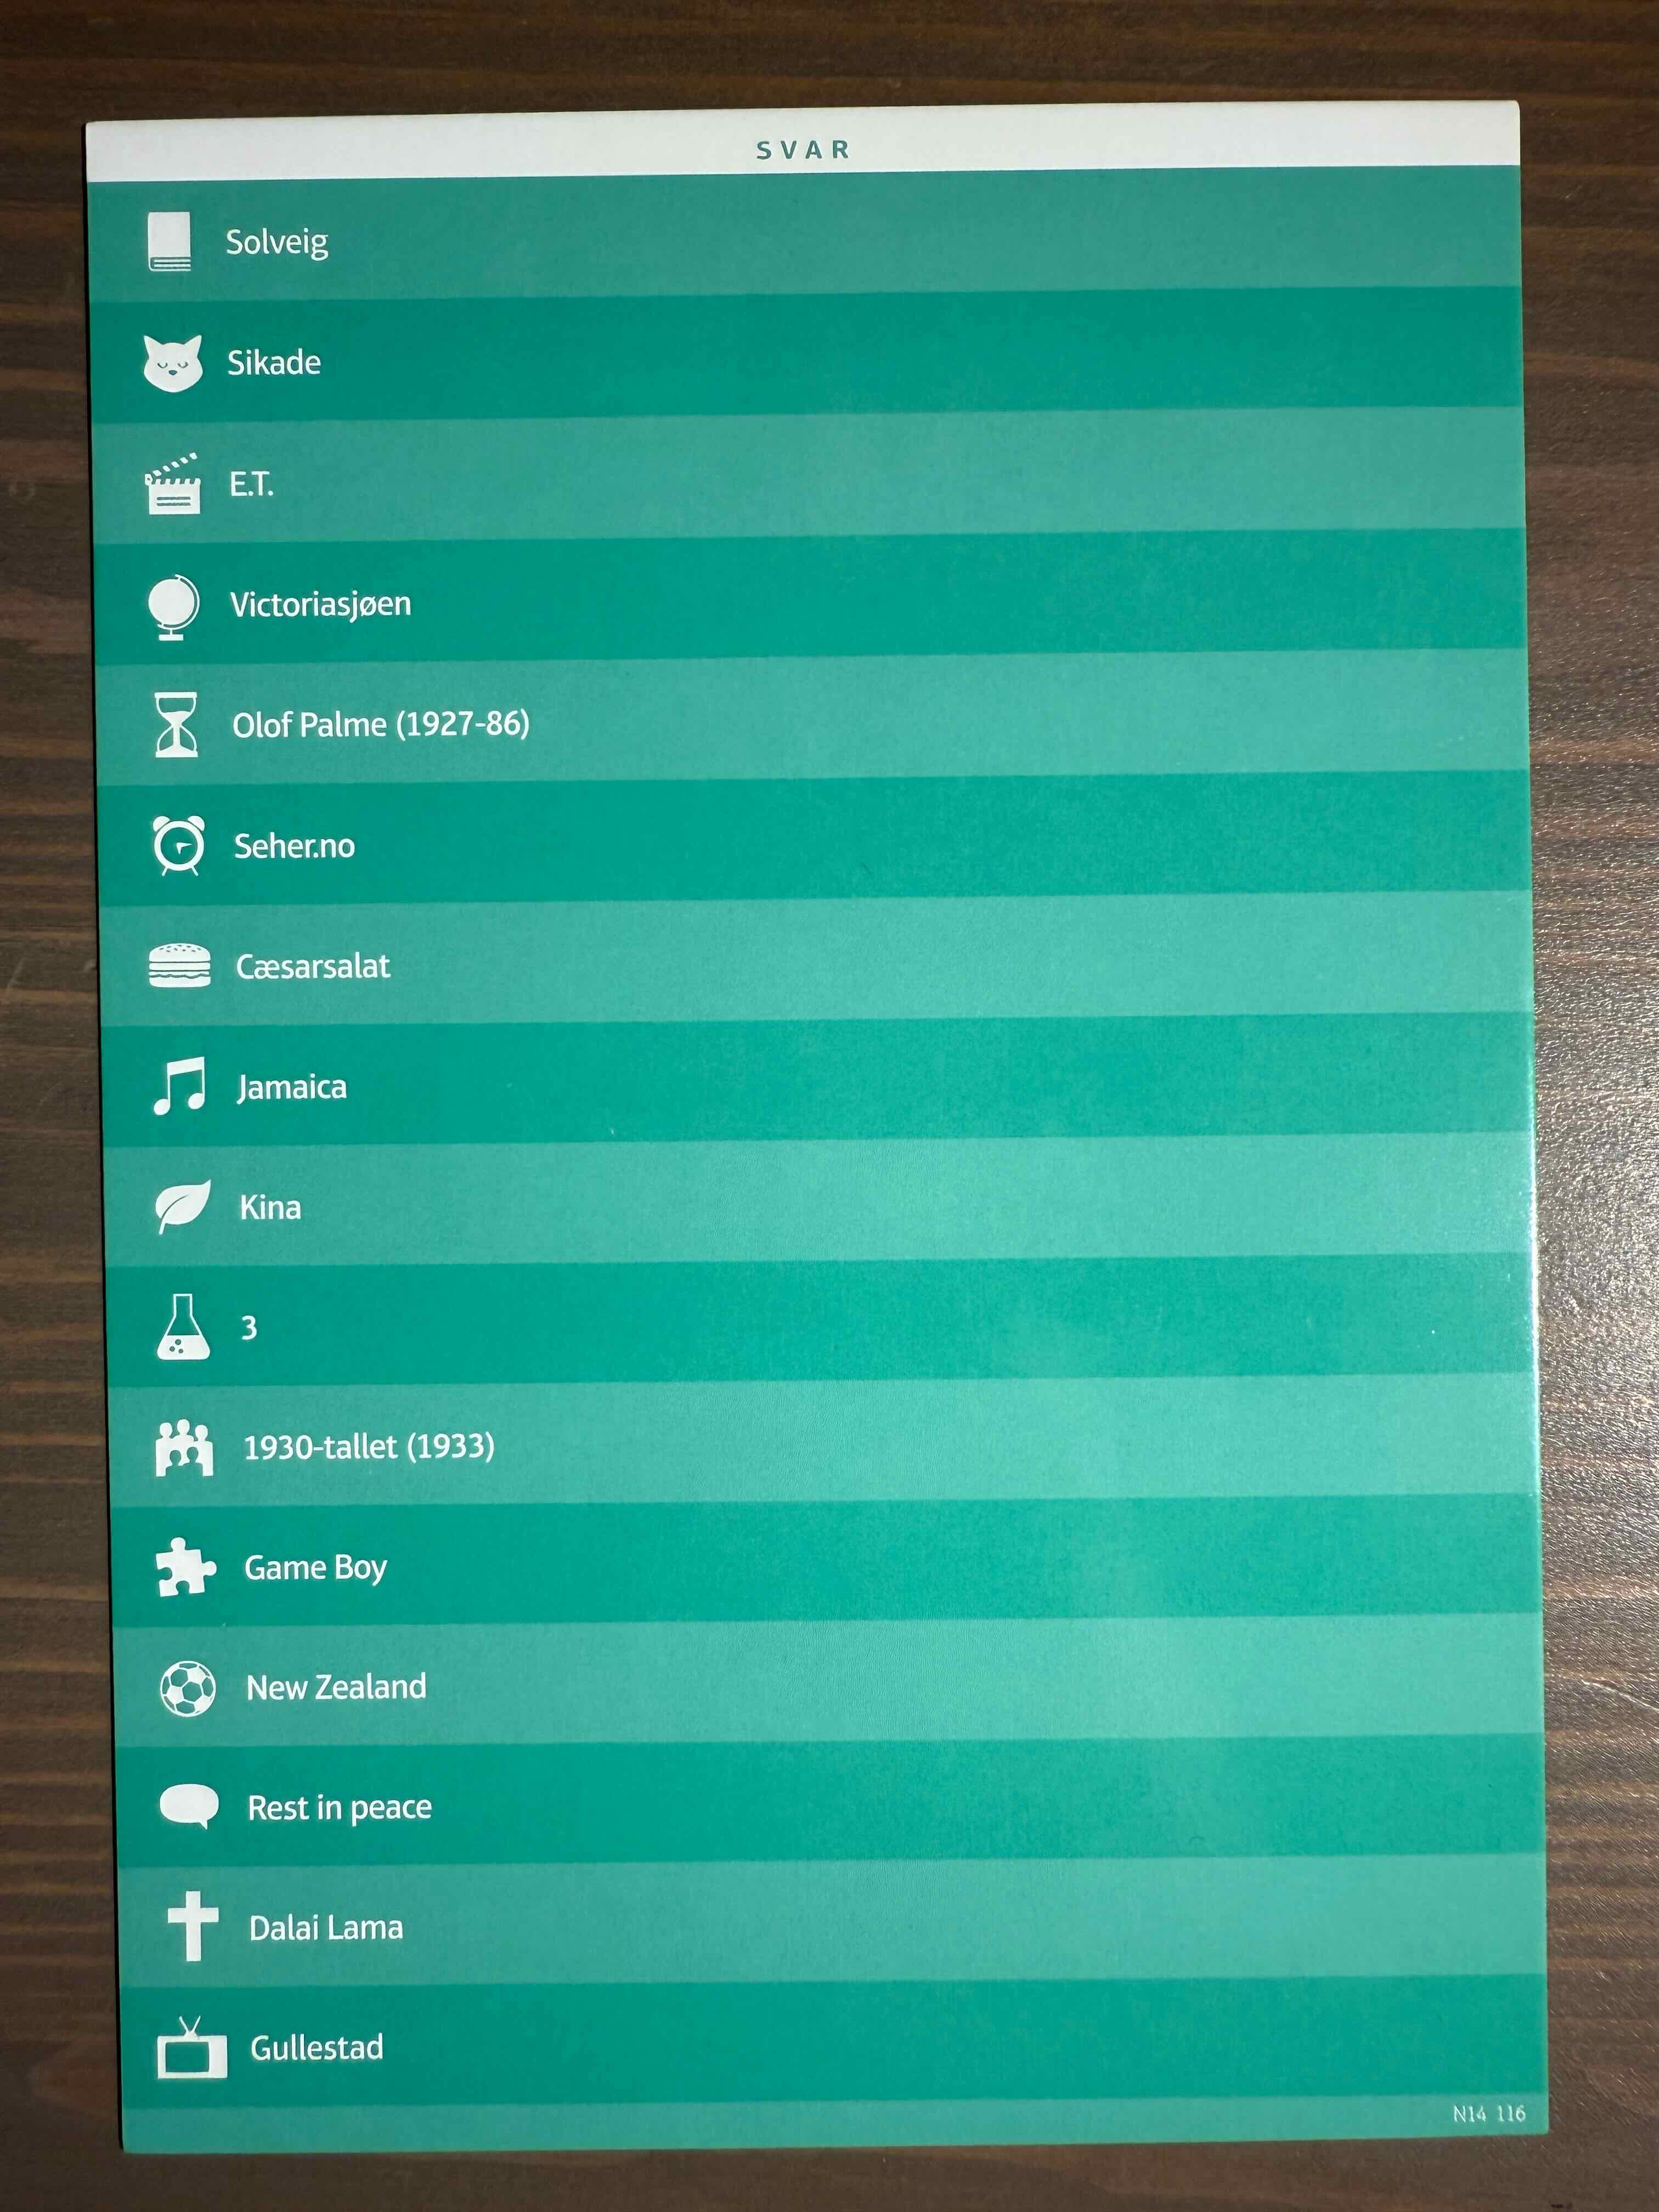 SVAR
Solveig
Sikade
E.T.
Victoriasjøen
Olof Palme (1927-86)
Seher.no
Cæsarsalat
Jamaica
Kina
3
1930-tallet (1933)
Game Boy
New Zealand
Rest in peace
Dalai Lama
Gullestad
N14 116